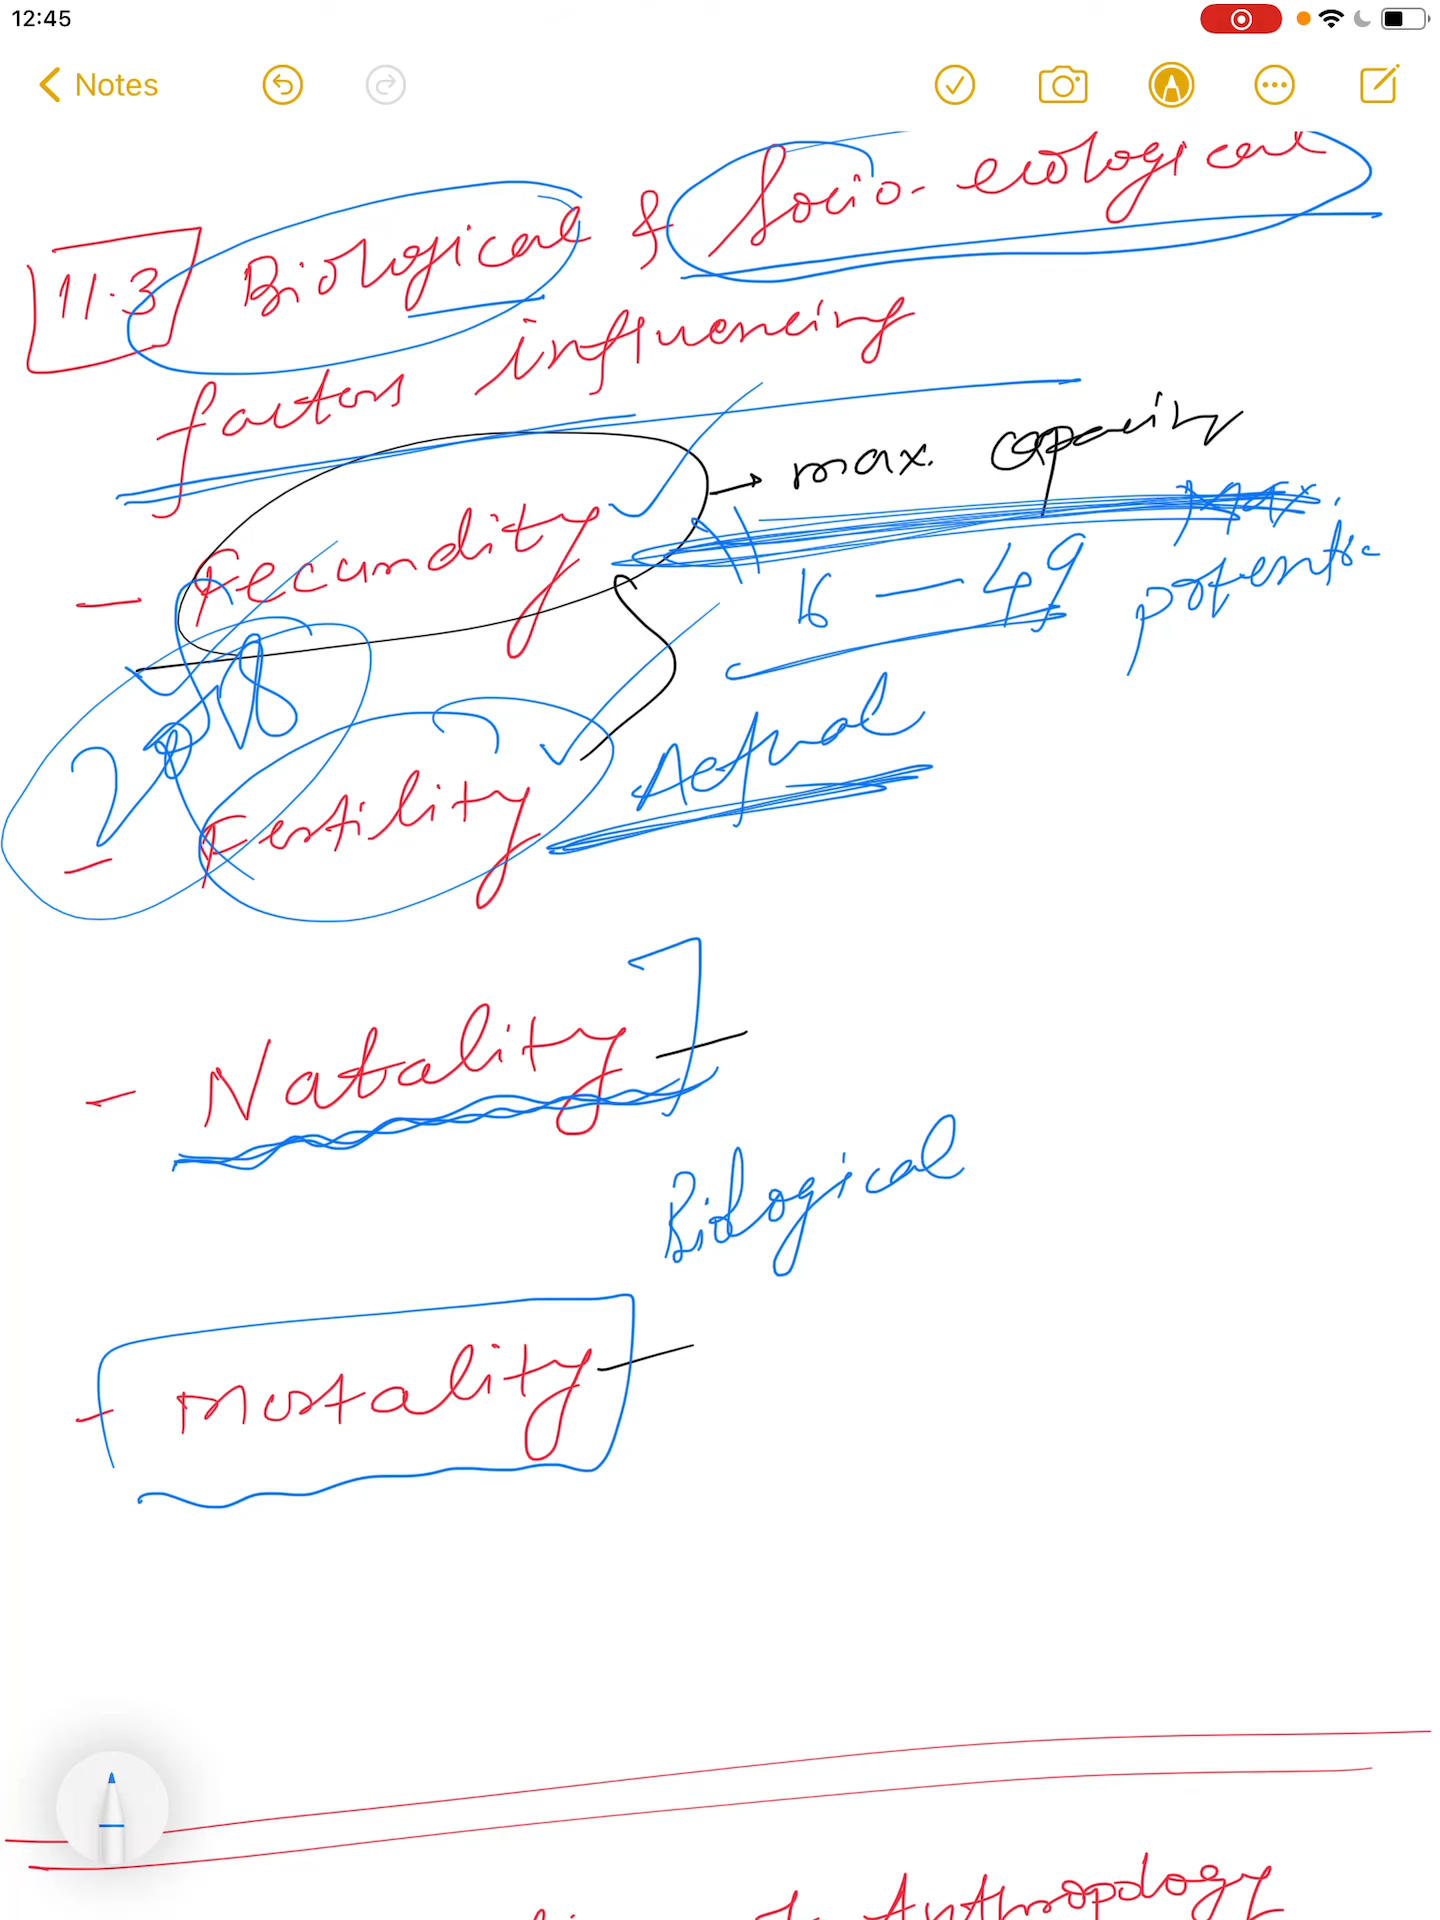 12:45
Notes
11.3 Biological & Socio-ecological
factors influencing
- Fecundity → max. capacity
16 — 49
- Fertility Actual
- Natality -
Biological
- Mortality -
Anthropology